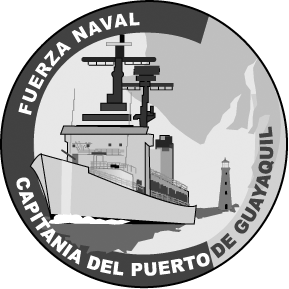 FUERZA NAVAL
CAPITANIA DEL PUERTO DE GUAYAQUIL